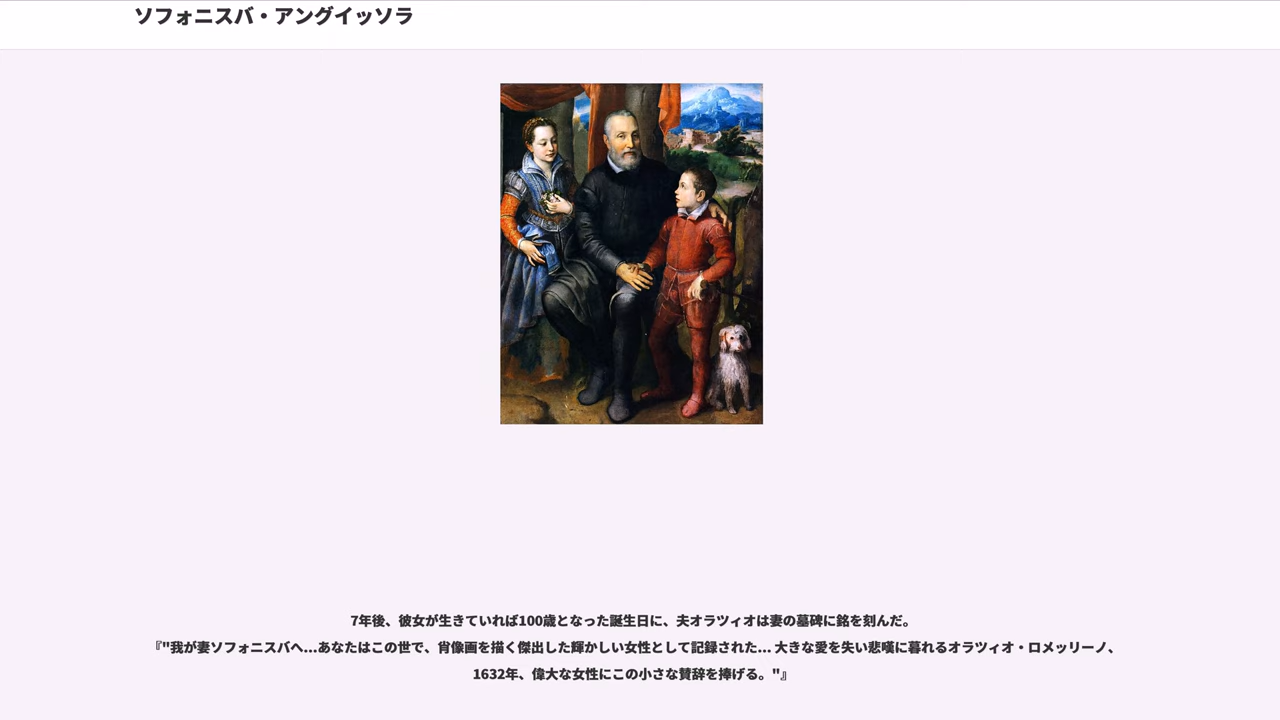 ソフォニスバ・アングイッソラ
7年後、彼女が生きていれば100歳となった誕生日に、夫オラツィオは妻の墓碑に銘を刻んだ。
『"我が妻ソフォニスバへ...あなたはこの世で、肖像画を描く傑出した輝かしい女性として記録された... 大きな愛を失い悲嘆に暮れるオラツィオ・ロメッリーノ、
1632年、偉大な女性にこの小さな賛辞を捧げる。"』